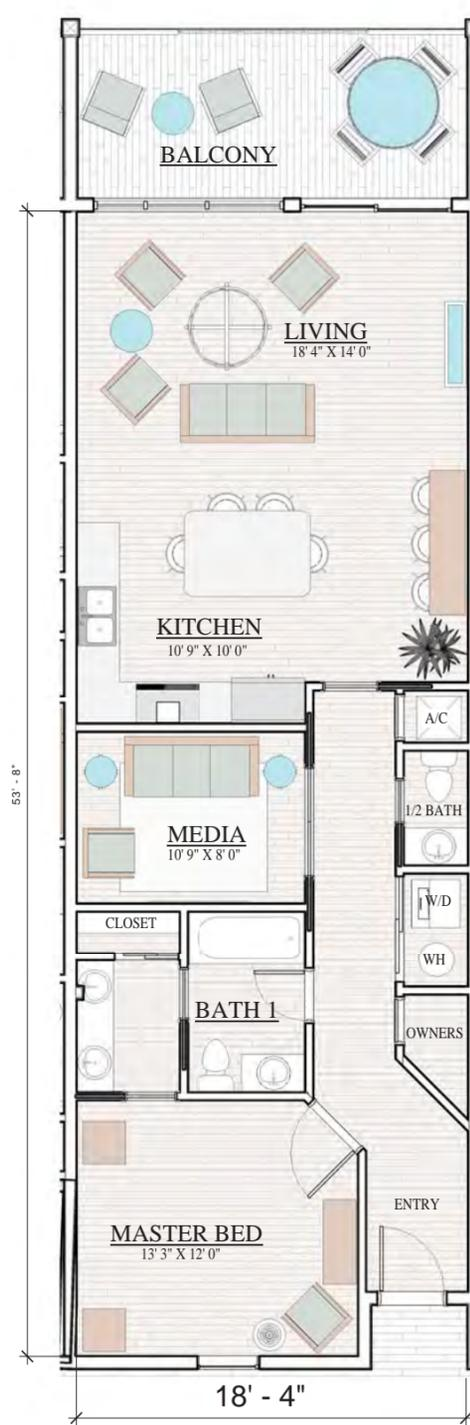 BALCONY
LIVING
18' 4" X 14' 0"
KITCHEN
10' 9" X 10' 0"
A/C
1/2 BATH
MEDIA
10' 9" X 8' 0"
53' - 8"
W/D
WH
CLOSET
BATH 1
OWNERS
ENTRY
MASTER BED
13' 3" X 12' 0"
18' - 4"